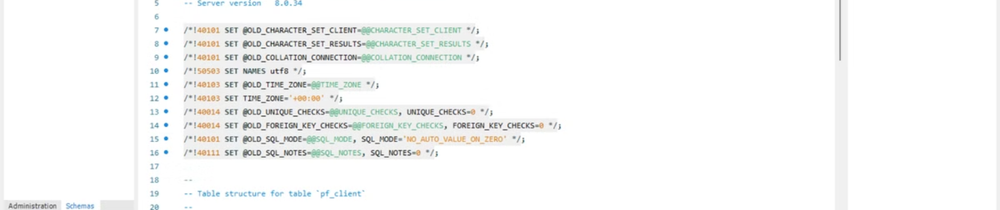 5 -- Server version   8.0.34
6
7 /*!40101 SET @OLD_CHARACTER_SET_CLIENT=@@CHARACTER_SET_CLIENT */;
8 /*!40101 SET @OLD_CHARACTER_SET_RESULTS=@@CHARACTER_SET_RESULTS */;
9 /*!40101 SET @OLD_COLLATION_CONNECTION=@@COLLATION_CONNECTION */;
10 /*!50503 SET NAMES utf8 */;
11 /*!40103 SET @OLD_TIME_ZONE=@@TIME_ZONE */;
12 /*!40103 SET TIME_ZONE='+00:00' */;
13 /*!40014 SET @OLD_UNIQUE_CHECKS=@@UNIQUE_CHECKS, UNIQUE_CHECKS=0 */;
14 /*!40014 SET @OLD_FOREIGN_KEY_CHECKS=@@FOREIGN_KEY_CHECKS, FOREIGN_KEY_CHECKS=0 */;
15 /*!40101 SET @OLD_SQL_MODE=@@SQL_MODE, SQL_MODE='NO_AUTO_VALUE_ON_ZERO' */;
16 /*!40111 SET @OLD_SQL_NOTES=@@SQL_NOTES, SQL_NOTES=0 */;
17
18 --
19 -- Table structure for table `pf_client`
20 --
Administration Schemas